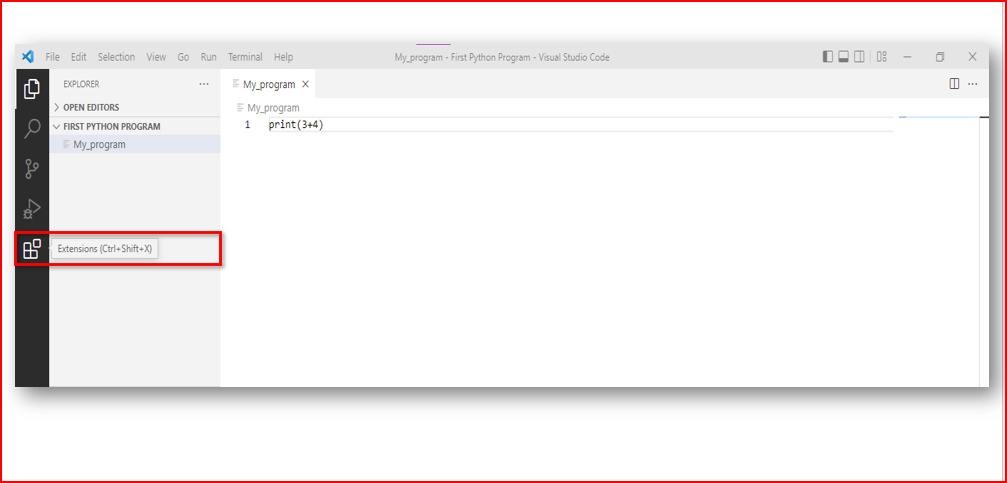 File Edit Selection View Go Run Terminal Help My_program - First Python Program - Visual Studio Code
EXPLORER ...
My_program X
OPEN EDITORS
My_program
FIRST PYTHON PROGRAM
1 print(3+4)
My_program
Extensions (Ctrl+Shift+X)